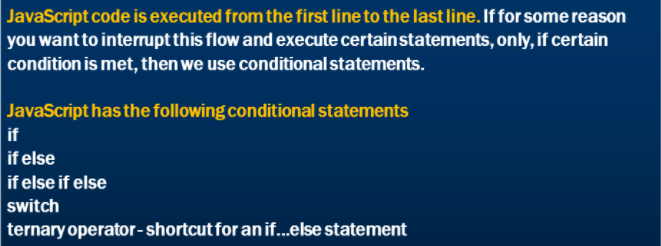 JavaScript code is executed from the first line to the last line. If for some reason
you want to interrupt this flow and execute certain statements, only, if certain
condition is met, then we use conditional statements.
JavaScript has the following conditional statements
if
if else
if else if else
switch
ternary operator - shortcut for an if...else statement